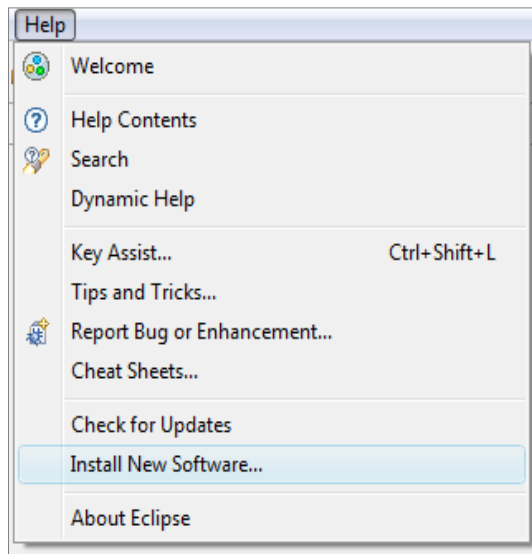 Help
Welcome
Help Contents
Search
Dynamic Help
Key Assist... Ctrl+Shift+L
Tips and Tricks...
Report Bug or Enhancement...
Cheat Sheets...
Check for Updates
Install New Software...
About Eclipse